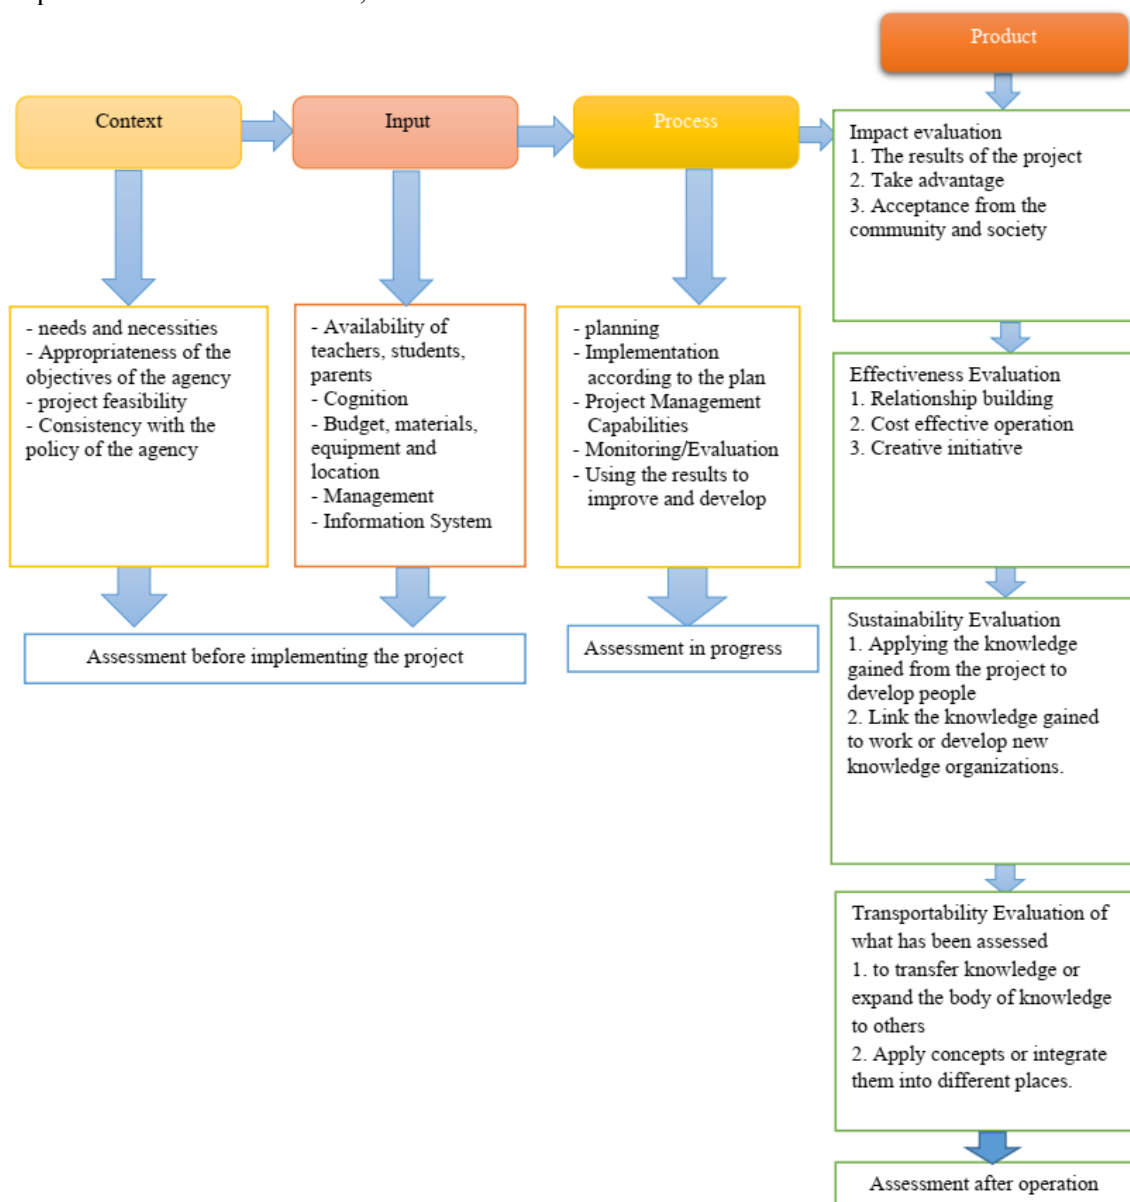 Product
Context
Input
Process
Impact evaluation
1. The results of the project
2. Take advantage
3. Acceptance from the
community and society
- needs and necessities
- Appropriateness of the
objectives of the agency
- project feasibility
- Consistency with the
policy of the agency
- Availability of
teachers, students,
parents
- Cognition
- Budget, materials,
equipment and
location
- Management
- Information System
- planning
- Implementation
according to the plan
- Project Management
Capabilities
- Monitoring/Evaluation
- Using the results to
improve and develop
Effectiveness Evaluation
1. Relationship building
2. Cost effective operation
3. Creative initiative
Assessment before implementing the project
Assessment in progress
Sustainability Evaluation
1. Applying the knowledge
gained from the project to
develop people
2. Link the knowledge gained
to work or develop new
knowledge organizations.
Transportability Evaluation of
what has been assessed
1. to transfer knowledge or
expand the body of knowledge
to others
2. Apply concepts or integrate
them into different places.
Assessment after operation